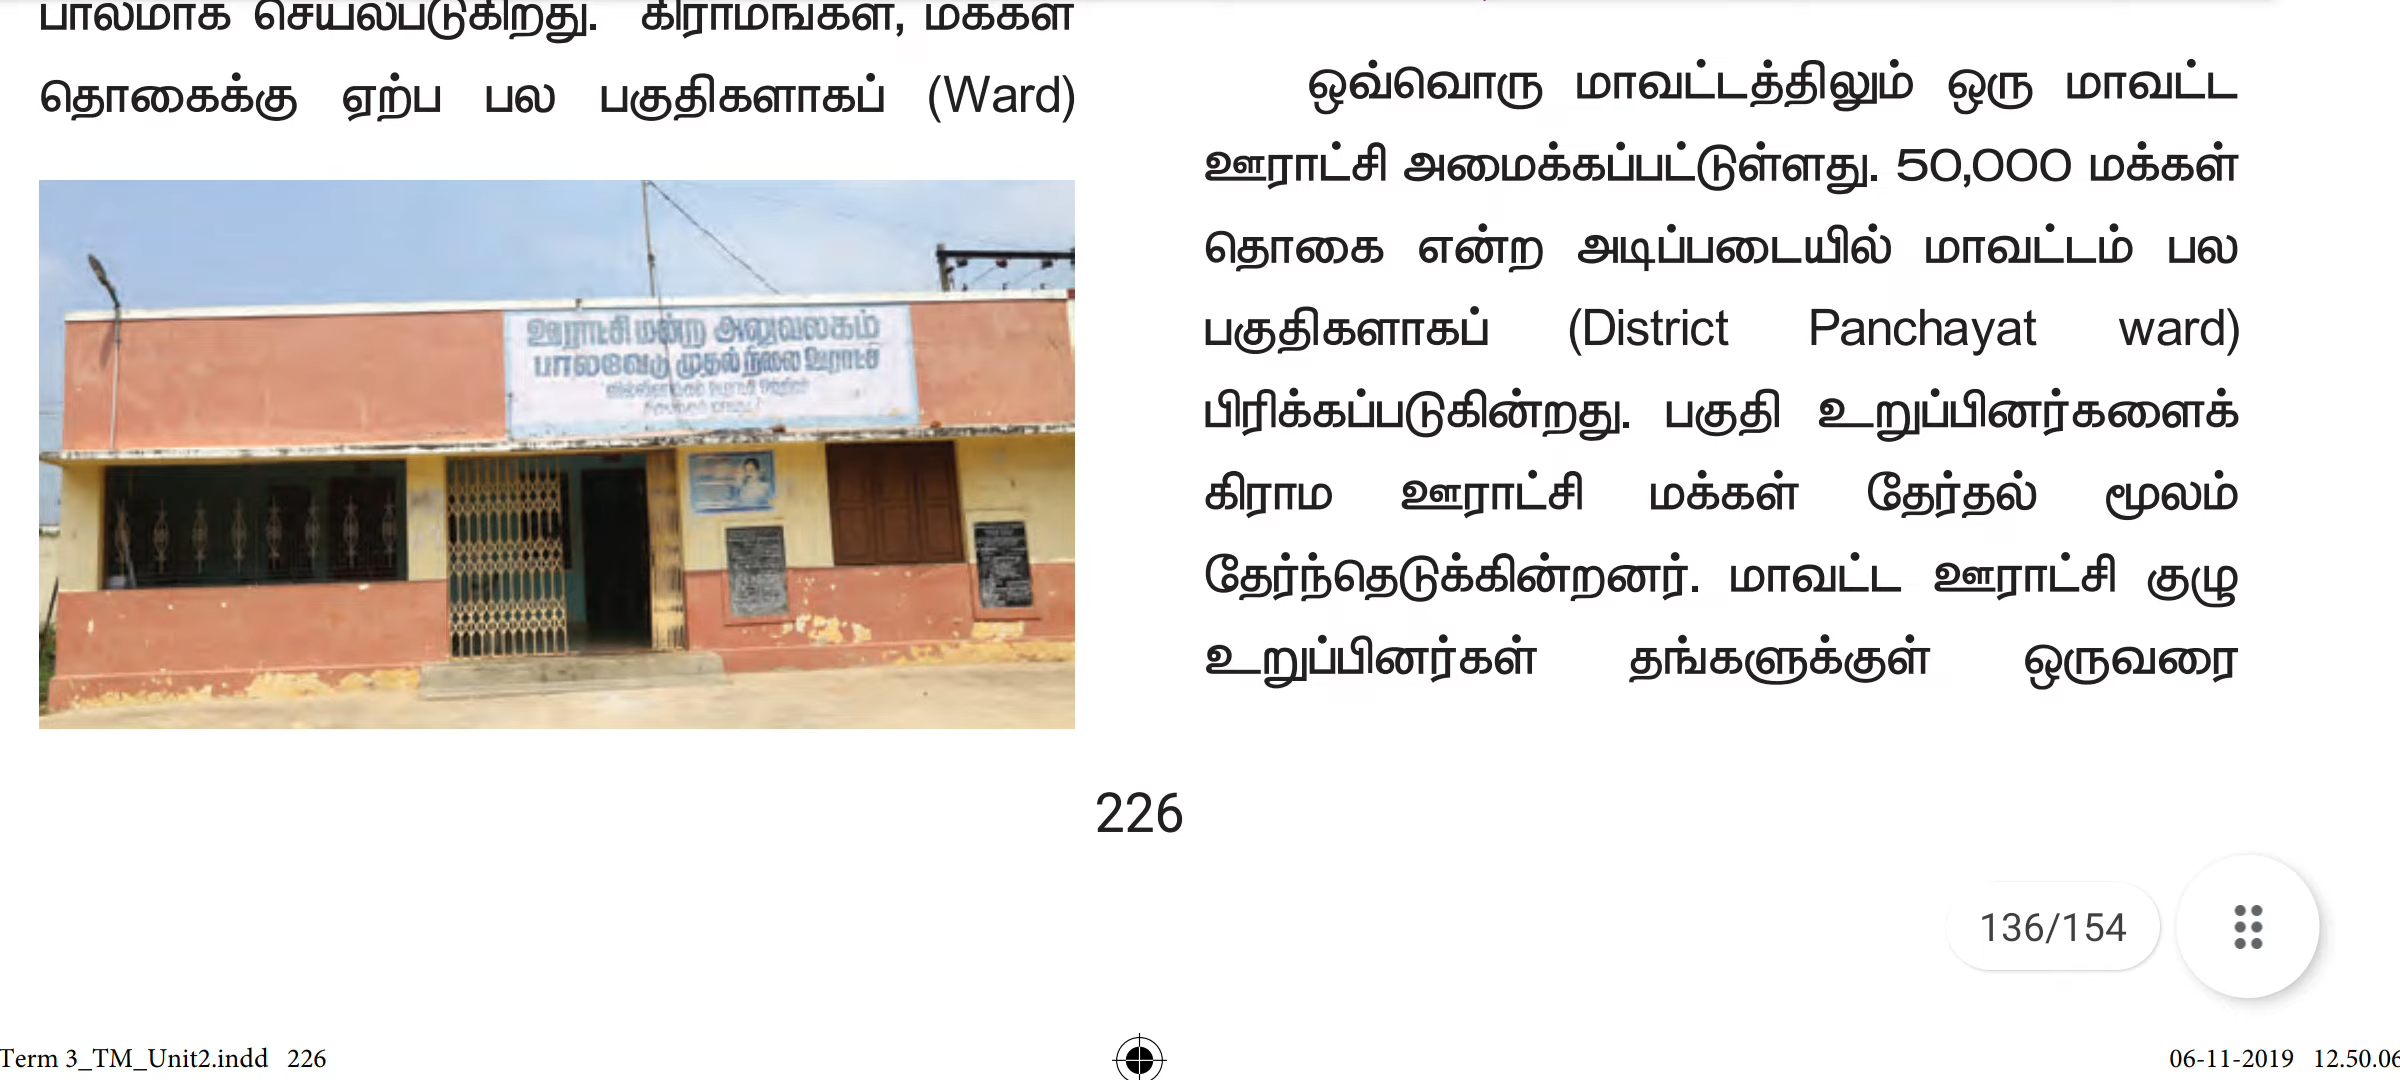 பாலமாக செயல்படுகிறது. கிராமங்கள், மக்கள்
தொகைக்கு ஏற்ப பல பகுதிகளாகப் (Ward)
ஊராட்சி மன்ற அலுவலகம்
பாலவேடு முதல் நிலை ஊராட்சி
ஒவ்வொரு மாவட்டத்திலும் ஒரு மாவட்ட
ஊராட்சி அமைக்கப்பட்டுள்ளது. 50,000 மக்கள்
தொகை என்ற அடிப்படையில் மாவட்டம் பல
பகுதிகளாகப் (District Panchayat ward)
பிரிக்கப்படுகின்றது. பகுதி உறுப்பினர்களைக்
கிராம ஊராட்சி மக்கள் தேர்தல் மூலம்
தேர்ந்தெடுக்கின்றனர். மாவட்ட ஊராட்சி குழு
உறுப்பினர்கள் தங்களுக்குள் ஒருவரை
226
136/154
Term 3_TM_Unit2.indd 226
06-11-2019 12.50.06